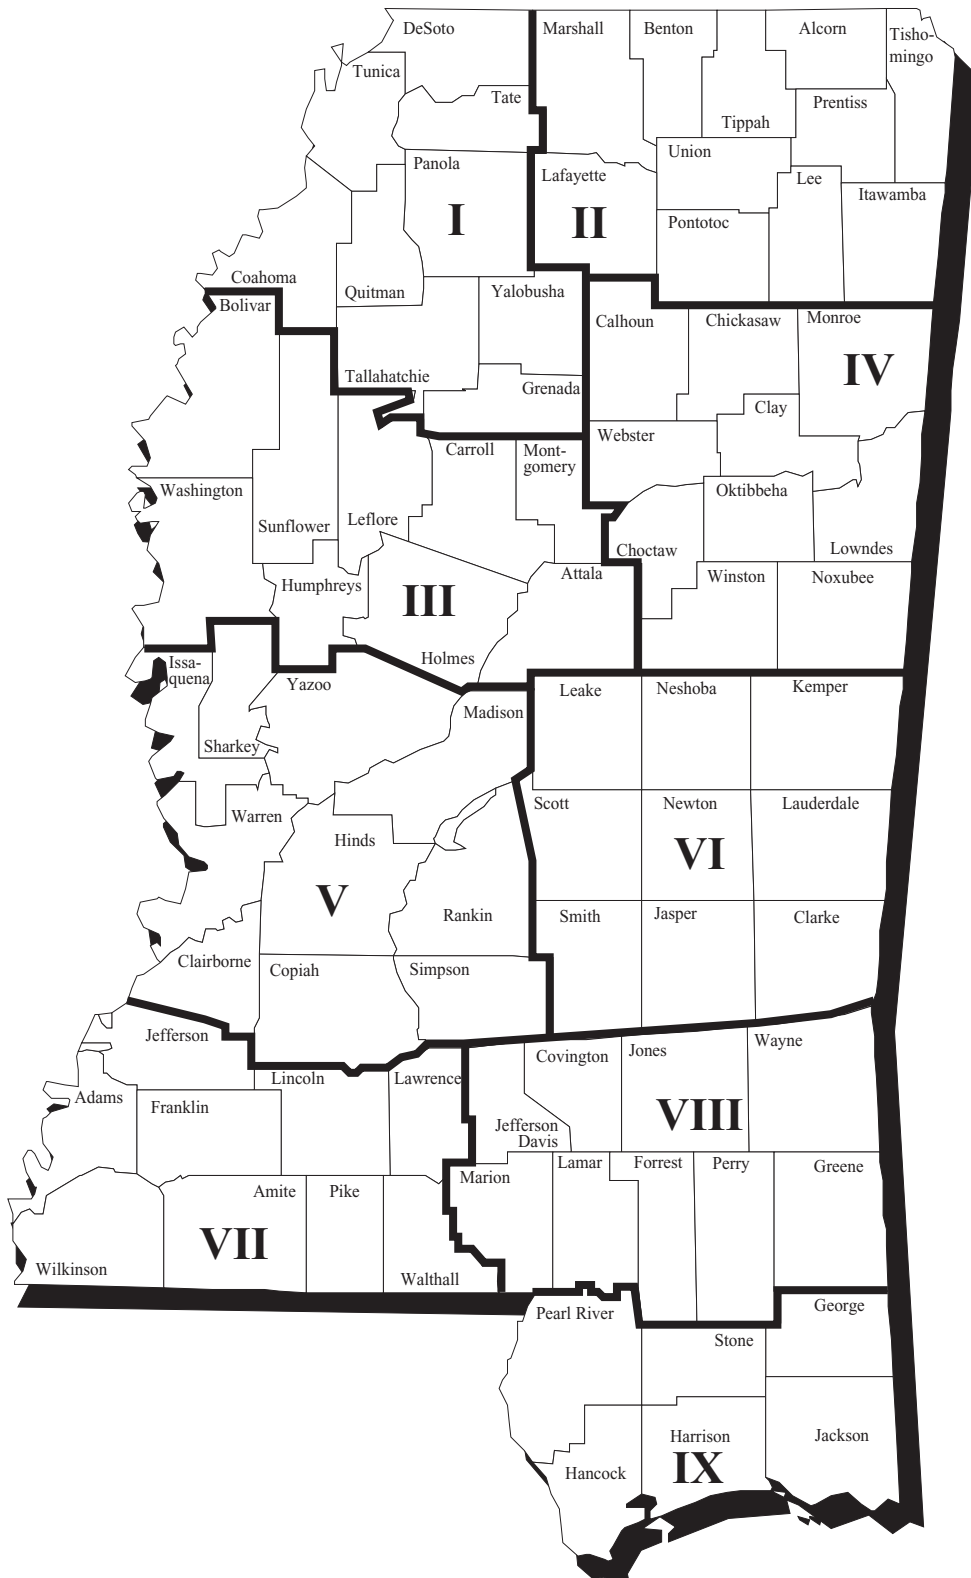 DeSoto
Marshall
Benton
Alcorn
Tisho-
mingo
Tunica
Tate
Prentiss
Tippah
Union
Panola
Lafayette
Lee
Itawamba
I
II
Pontotoc
Coahoma
Quitman
Yalobusha
Bolivar
Calhoun
Chickasaw
Monroe
Tallahatchie
Grenada
IV
Clay
Webster
Carroll
Mont-
gomery
Washington
Oktibbeha
Sunflower
Leflore
Choctaw
Lowndes
Humphreys
Attala
Winston
Noxubee
III
Holmes
Issa-
quena
Yazoo
Leake
Neshoba
Kemper
Madison
Sharkey
Warren
Scott
Newton
Lauderdale
Hinds
VI
V
Rankin
Smith
Jasper
Clarke
Clairborne
Copiah
Simpson
Jefferson
Covington
Jones
Wayne
Lincoln
Lawrence
Adams
Franklin
VIII
Jefferson
Davis
Marion
Lamar
Forrest
Perry
Greene
Amite
Pike
VII
Wilkinson
Walthall
Pearl River
George
Stone
Harrison
Jackson
IX
Hancock